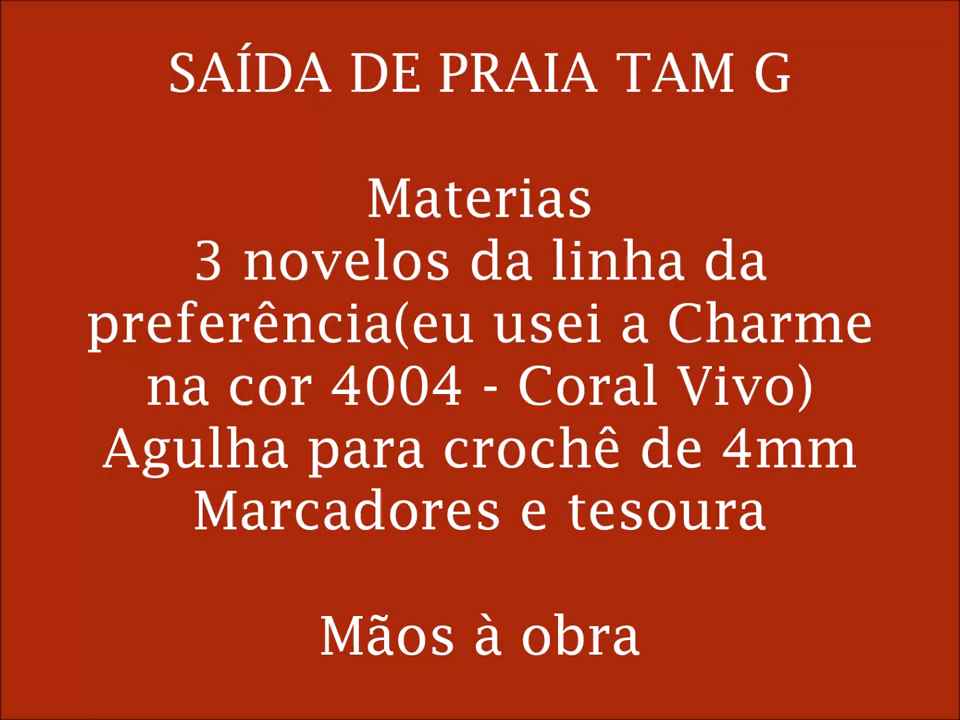 SAÍDA DE PRAIA TAM G
Materias
3 novelos da linha da
preferência(eu usei a Charme
na cor 4004 - Coral Vivo)
Agulha para crochê de 4mm
Marcadores e tesoura
Mãos à obra